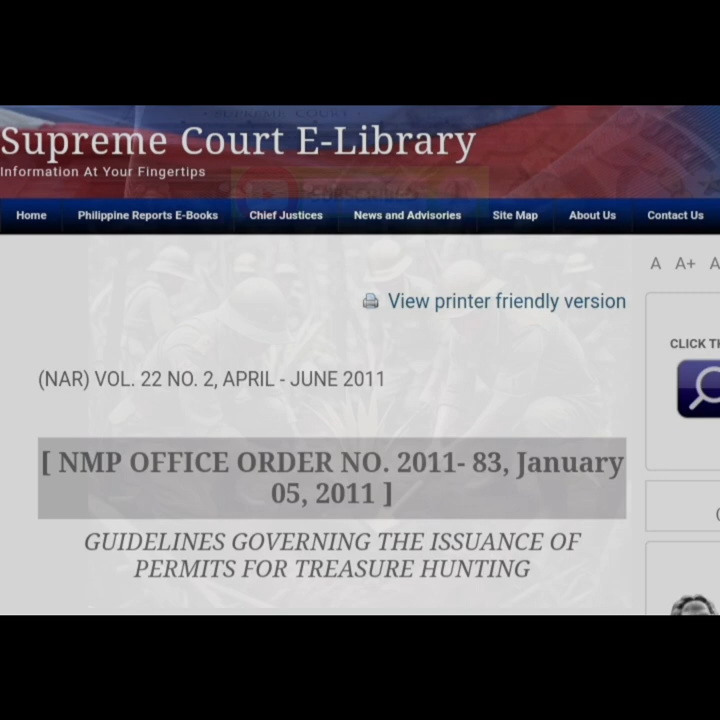 Supreme Court E-Library
Information At Your Fingertips
Home Philippine Reports E-Books Chief Justices News and Advisories Site Map About Us Contact Us
A A+ A
View printer friendly version
CLICK
(NAR) VOL. 22 NO. 2, APRIL - JUNE 2011
[ NMP OFFICE ORDER NO. 2011- 83, January
05, 2011 ]
GUIDELINES GOVERNING THE ISSUANCE OF
PERMITS FOR TREASURE HUNTING